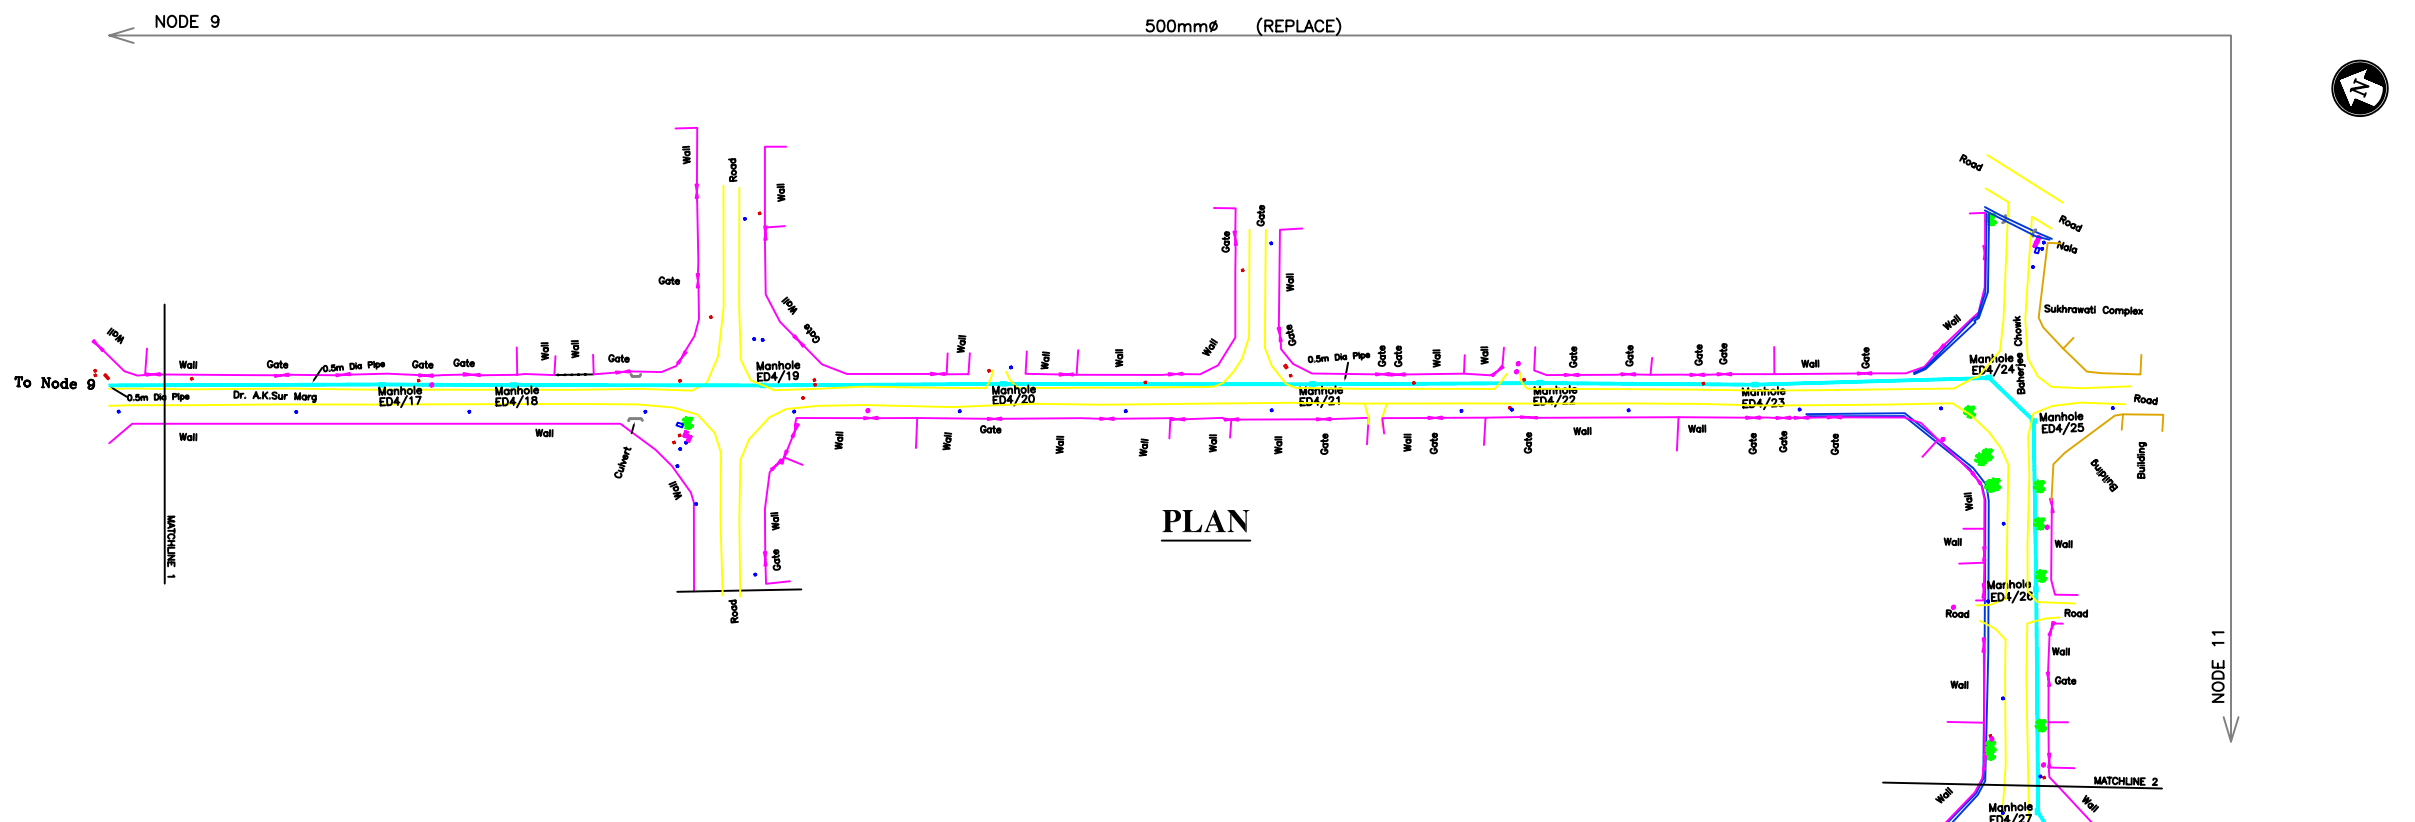 NODE 9
500mmø (REPLACE)
N
Road
Wall
Road
Wall
Gate
Gate
Road
Nala
Wall
Gate
Wall
Sukhrawati Complex
Wall
Gate
Wall
Gate
Wall
Baherjee Chowk
Wall
Wall
Gate
0.5m Dia Pipe
Gate
Gate
Wall
Wall
Gate
Manhole
ED4/19
Wall
Wall
Wall
0.5m Dia Pipe
Gate
Gate
Wall
Wall
Gate
Gate
Gate
Gate
Wall
Gate
Manhole
ED4/24
To Node 9
0.5m Dia Pipe
Dr. A.K.Sur Marg
Manhole
ED4/17
Manhole
ED4/18
Manhole
ED4/20
Manhole
ED4/21
Manhole
ED4/22
Manhole
ED4/23
Road
Manhole
ED4/25
Wall
Wall
Culvert
Wall
Wall
Gate
Wall
Wall
Wall
Wall
Wall
Gate
Wall
Gate
Gate
Wall
Wall
Gate
Gate
Gate
Building
Building
MATCHLINE 1
Wall
Gate
Road
PLAN
Wall
Wall
Wall
Manhole
ED4/26
Road
Road
Wall
Wall
Gate
NODE 11
MATCHLINE 2
Wall
Wall
Manhole
ED4/27